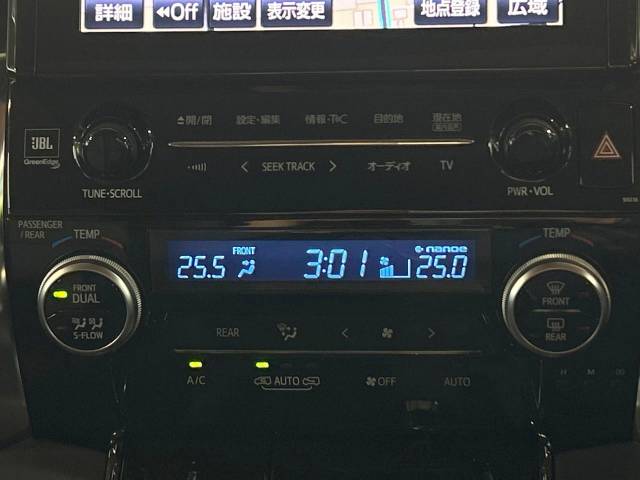 詳細 ◀◀Off 施設 表示変更 地点登録 広域
▲開/閉 設定・編集 情報・T●C 目的地 現在地
JBL
GreenEdge
< SEEK TRACK > オーディオ TV
TUNE・SCROLL
PWR・VOL
PASSENGER
/REAR
TEMP
TEMP
FRONT
nanoe
25.5 3:01 25.0
FRONT
DUAL
S-FLOW
FRONT
REAR
REAR < >
A/C AUTO OFF AUTO
H M :00